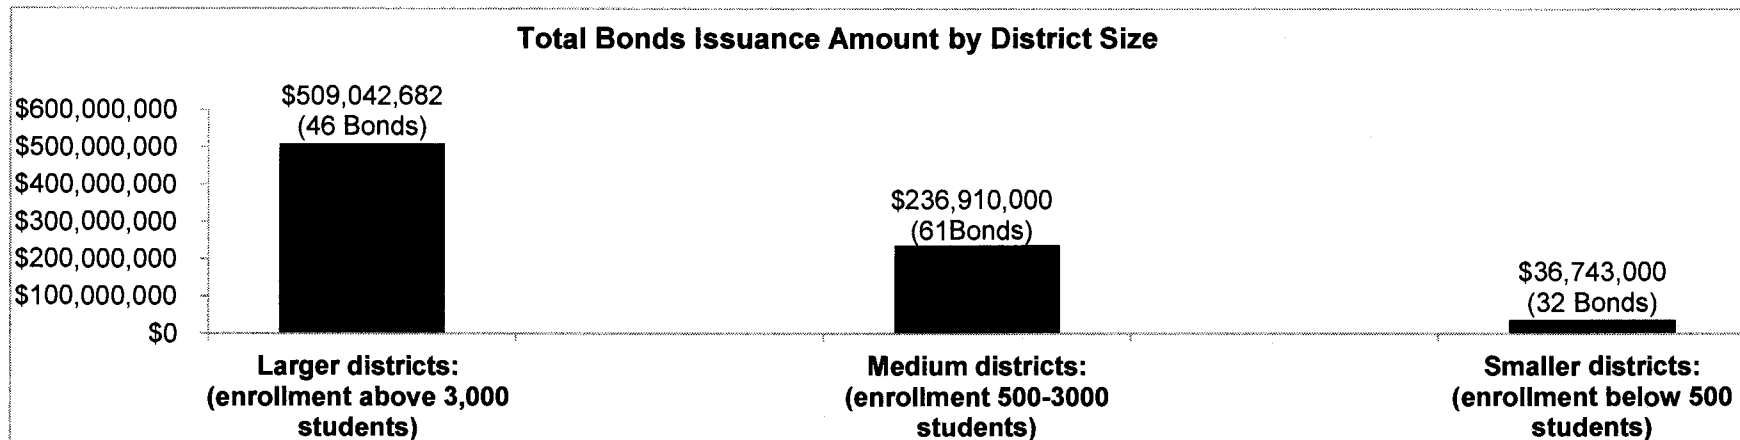 Total Bonds Issuance Amount by District Size
$600,000,000
$500,000,000
$400,000,000
$300,000,000
$200,000,000
$100,000,000
$0
$509,042,682
(46 Bonds)
$236,910,000
(61Bonds)
$36,743,000
(32 Bonds)
Larger districts:
(enrollment above 3,000
students)
Medium districts:
(enrollment 500-3000
students)
Smaller districts:
(enrollment below 500
students)